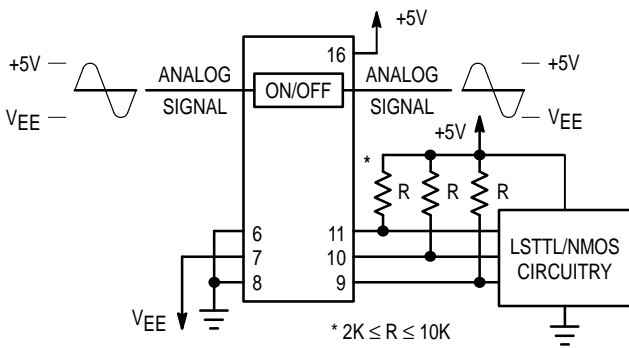 +5V
16
+5V
ANALOG
SIGNAL
ON/OFF
ANALOG
SIGNAL
+5V
VEE
VEE
+5V
*
R
R
R
6
11
7
10
8
9
LSTTL/NMOS
CIRCUITRY
VEE
* 2K ≤ R ≤ 10K